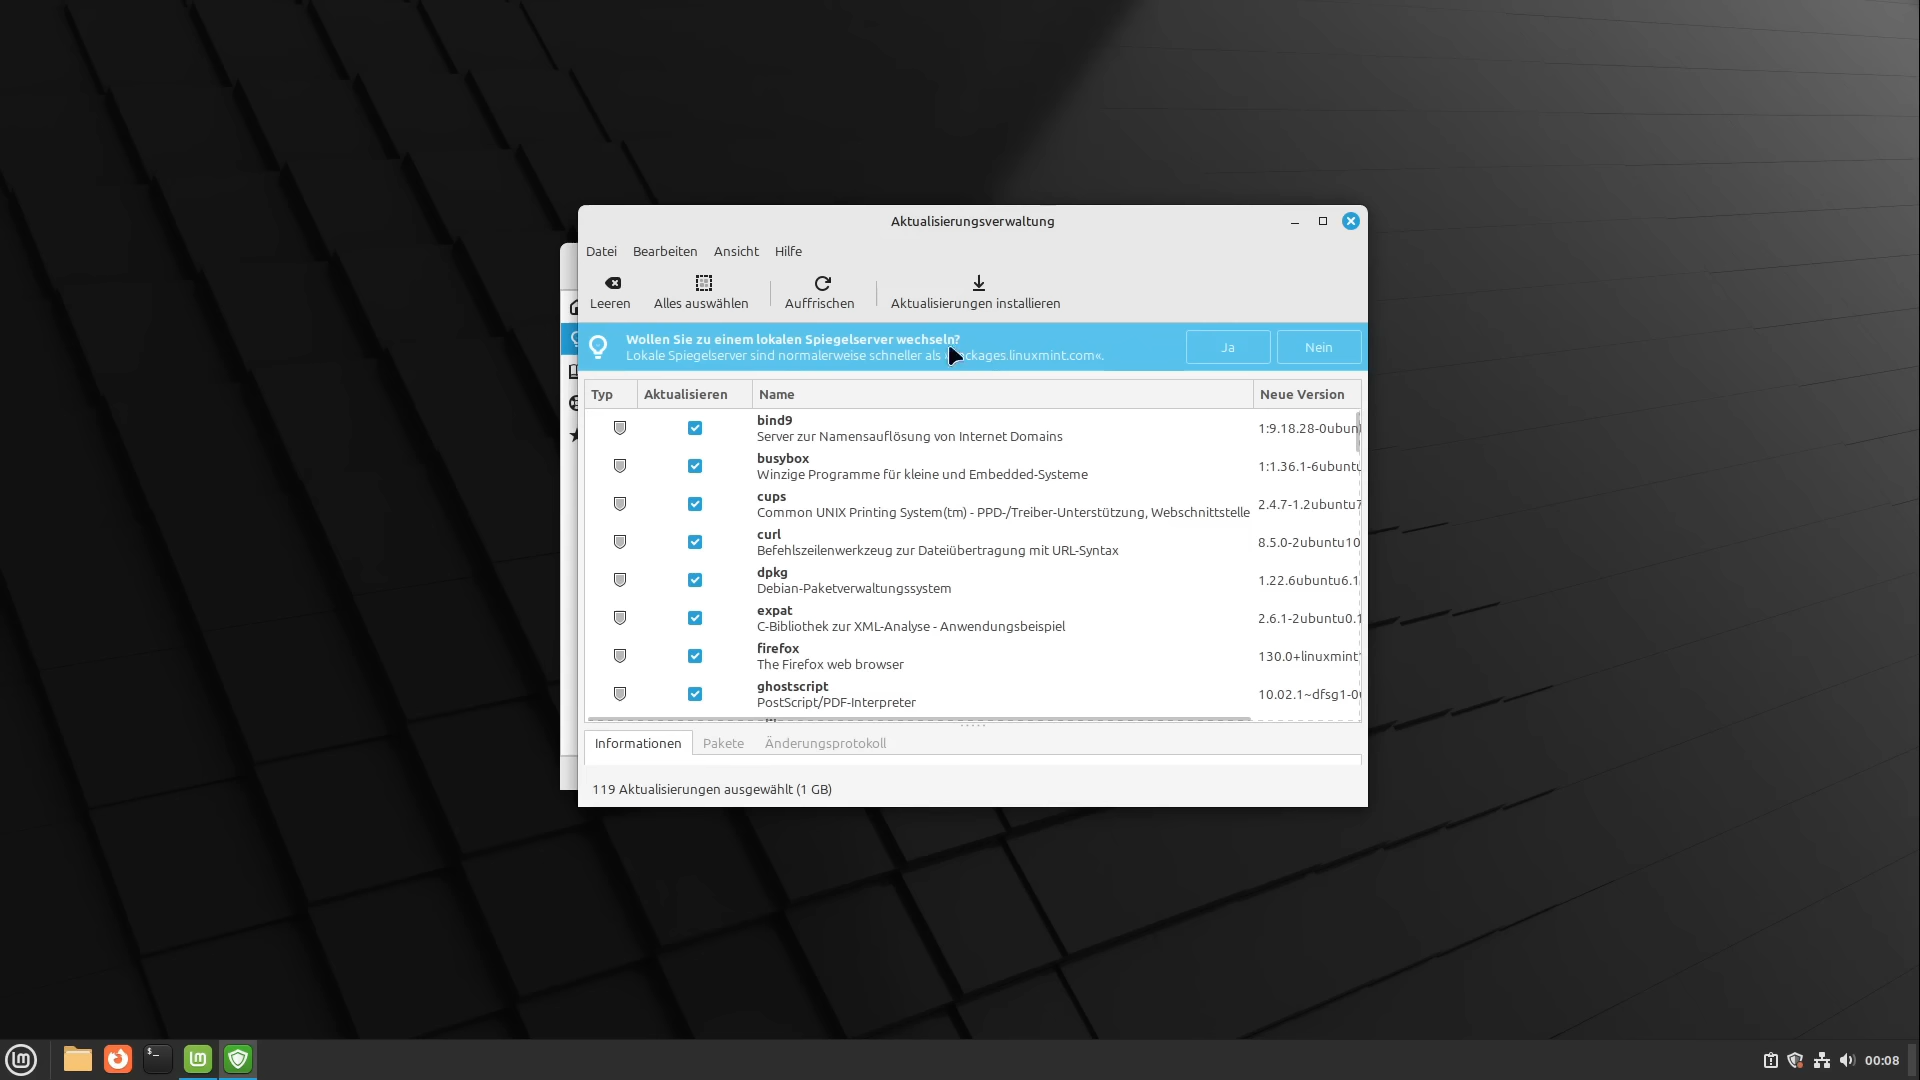 Aktualisierungsverwaltung
Datei Bearbeiten Ansicht Hilfe
Leeren Alles auswählen Auffrischen Aktualisierungen installieren
Wollen Sie zu einem lokalen Spiegelserver wechseln?
Lokale Spiegelserver sind normalerweise schneller als ckages.linuxmint.com«.
Ja Nein
Typ Aktualisieren Name Neue Version
bind9
Server zur Namensauflösung von Internet Domains
1:9.18.28-0ubun
busybox
Winzige Programme für kleine und Embedded-Systeme
1:1.36.1-6ubuntu
cups
Common UNIX Printing System(tm) - PPD-/Treiber-Unterstützung, Webschnittstelle
2.4.7-1.2ubuntu7
curl
Befehlszeilenwerkzeug zur Dateiübertragung mit URL-Syntax
8.5.0-2ubuntu10
dpkg
Debian-Paketverwaltungssystem
1.22.6ubuntu6.1
expat
C-Bibliothek zur XML-Analyse - Anwendungsbeispiel
2.6.1-2ubuntu0.1
firefox
The Firefox web browser
130.0+linuxmint
ghostscript
PostScript/PDF-Interpreter
10.02.1~dfsg1-0
Informationen Pakete Änderungsprotokoll
119 Aktualisierungen ausgewählt (1 GB)
00:08